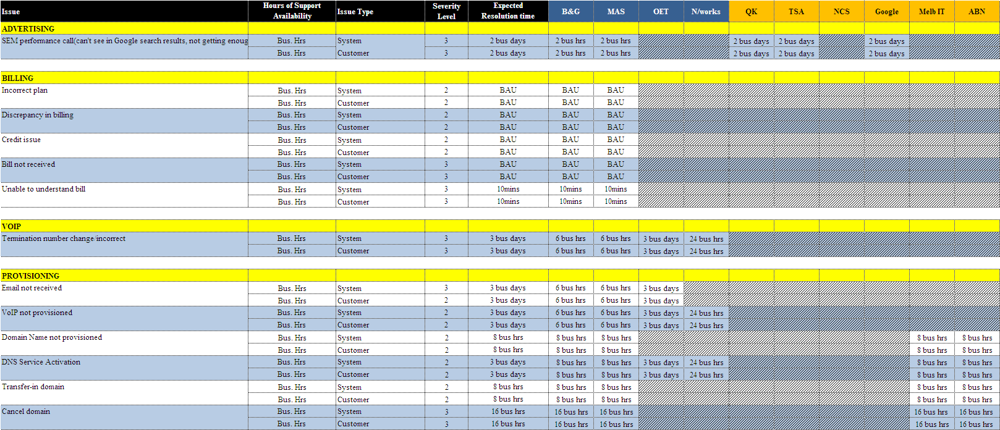 Issue Hours of Support Availability Issue Type Severity Level Expected Resolution time B&G MAS OET N/works QK TSA NCS Google Melb IT ABN
ADVERTISING
SEM performance call(can't see in Google search results, not getting enoug Bus. Hrs System 3 2 bus days 2 bus hrs 2 bus hrs 2 bus days 2 bus days 2 bus days
Bus. Hrs Customer 3 2 bus days 2 bus hrs 2 bus hrs 2 bus days 2 bus days 2 bus days
BILLING
Incorrect plan Bus. Hrs System 2 BAU BAU BAU
Bus. Hrs Customer 2 BAU BAU BAU
Discrepancy in billing Bus. Hrs System 2 BAU BAU BAU
Bus. Hrs Customer 2 BAU BAU BAU
Credit issue Bus. Hrs System 2 BAU BAU BAU
Bus. Hrs Customer 2 BAU BAU BAU
Bill not received Bus. Hrs System 3 BAU BAU BAU
Bus. Hrs Customer 3 BAU BAU BAU
Unable to understand bill Bus. Hrs System 3 10mins 10mins 10mins
Bus. Hrs Customer 3 10mins 10mins 10mins
VOIP
Termination number change/incorrect Bus. Hrs System 3 3 bus days 6 bus hrs 6 bus hrs 3 bus days 24 bus hrs
Bus. Hrs Customer 3 3 bus days 6 bus hrs 6 bus hrs 3 bus days 24 bus hrs
PROVISIONING
Email not received Bus. Hrs System 3 3 bus days 6 bus hrs 6 bus hrs 3 bus days
Bus. Hrs Customer 2 3 bus days 6 bus hrs 6 bus hrs 3 bus days
VoIP not provisioned Bus. Hrs System 2 3 bus days 6 bus hrs 6 bus hrs 3 bus days 24 bus hrs
Bus. Hrs Customer 2 3 bus days 6 bus hrs 6 bus hrs 3 bus days 24 bus hrs
Domain Name not provisioned Bus. Hrs System 2 8 bus hrs 8 bus hrs 8 bus hrs 8 bus hrs 8 bus hrs
Bus. Hrs Customer 2 8 bus hrs 8 bus hrs 8 bus hrs 8 bus hrs 8 bus hrs
DNS Service Activation Bus. Hrs System 2 3 bus days 8 bus hrs 8 bus hrs 3 bus days 24 bus hrs 8 bus hrs 8 bus hrs
Bus. Hrs Customer 2 3 bus days 8 bus hrs 8 bus hrs 3 bus days 24 bus hrs 8 bus hrs 8 bus hrs
Transfer-in domain Bus. Hrs System 2 8 bus hrs 8 bus hrs 8 bus hrs 8 bus hrs 8 bus hrs
Bus. Hrs Customer 2 8 bus hrs 8 bus hrs 8 bus hrs 8 bus hrs 8 bus hrs
Cancel domain Bus. Hrs System 3 16 bus hrs 16 bus hrs 16 bus hrs 16 bus hrs 16 bus hrs
Bus. Hrs Customer 3 16 bus hrs 16 bus hrs 16 bus hrs 16 bus hrs 16 bus hrs